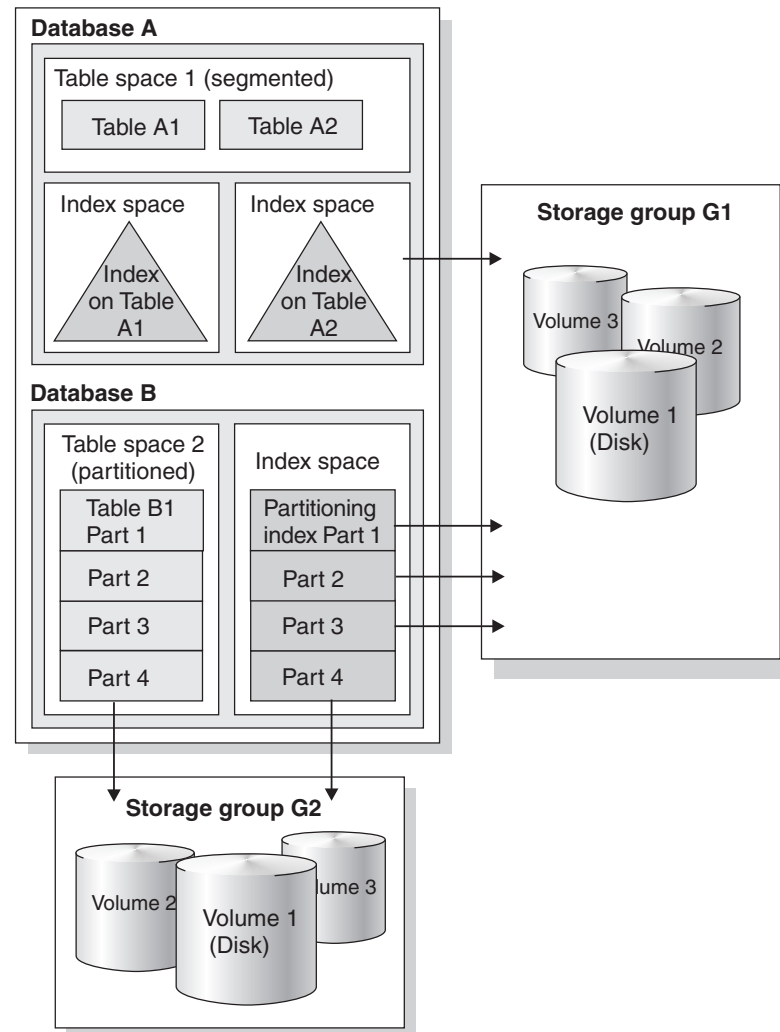 Database A
Table space 1 (segmented)
Table A1
Table A2
Index space
Index
on Table
A1
Index space
Index
on Table
A2
Database B
Table space 2
(partitioned)
Table B1
Part 1
Part 2
Part 3
Part 4
Index space
Partitioning
index Part 1
Part 2
Part 3
Part 4
Storage group G1
Volume 3
Volume 2
Volume 1
(Disk)
Storage group G2
Volume 2
Volume 1
(Disk)
lume 3